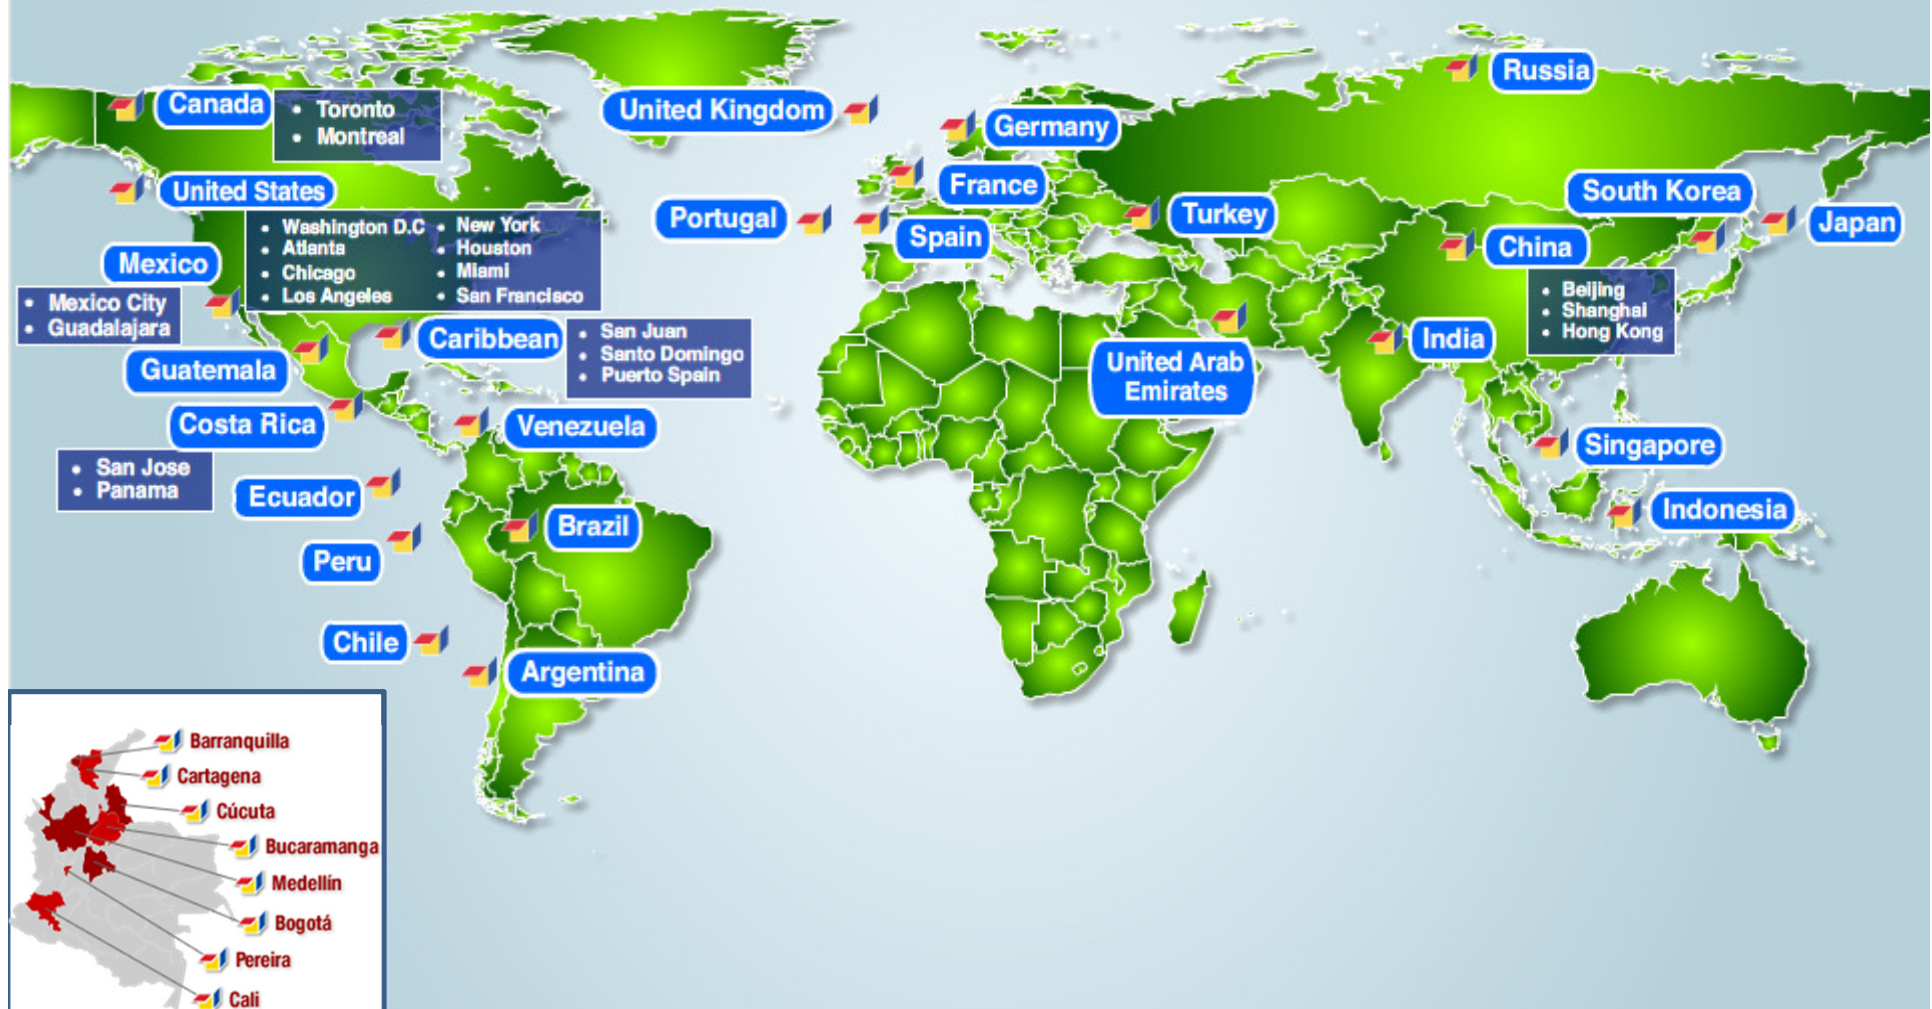 Canada
• Toronto
• Montreal
United States
• Washington D.C
• Atlanta
• Chicago
• Los Angeles
• New York
• Houston
• Miami
• San Francisco
Mexico
• Mexico City
• Guadalajara
Guatemala
Caribbean
• San Juan
• Santo Domingo
• Puerto Spain
Costa Rica
• San Jose
• Panama
Venezuela
Ecuador
Brazil
Peru
Chile
Argentina
United Kingdom
Germany
France
Portugal
Spain
Turkey
Russia
South Korea
Japan
China
• Beijing
• Shanghai
• Hong Kong
India
United Arab
Emirates
Singapore
Indonesia
Barranquilla
Cartagena
Cúcuta
Bucaramanga
Medellín
Bogotá
Pereira
Cali